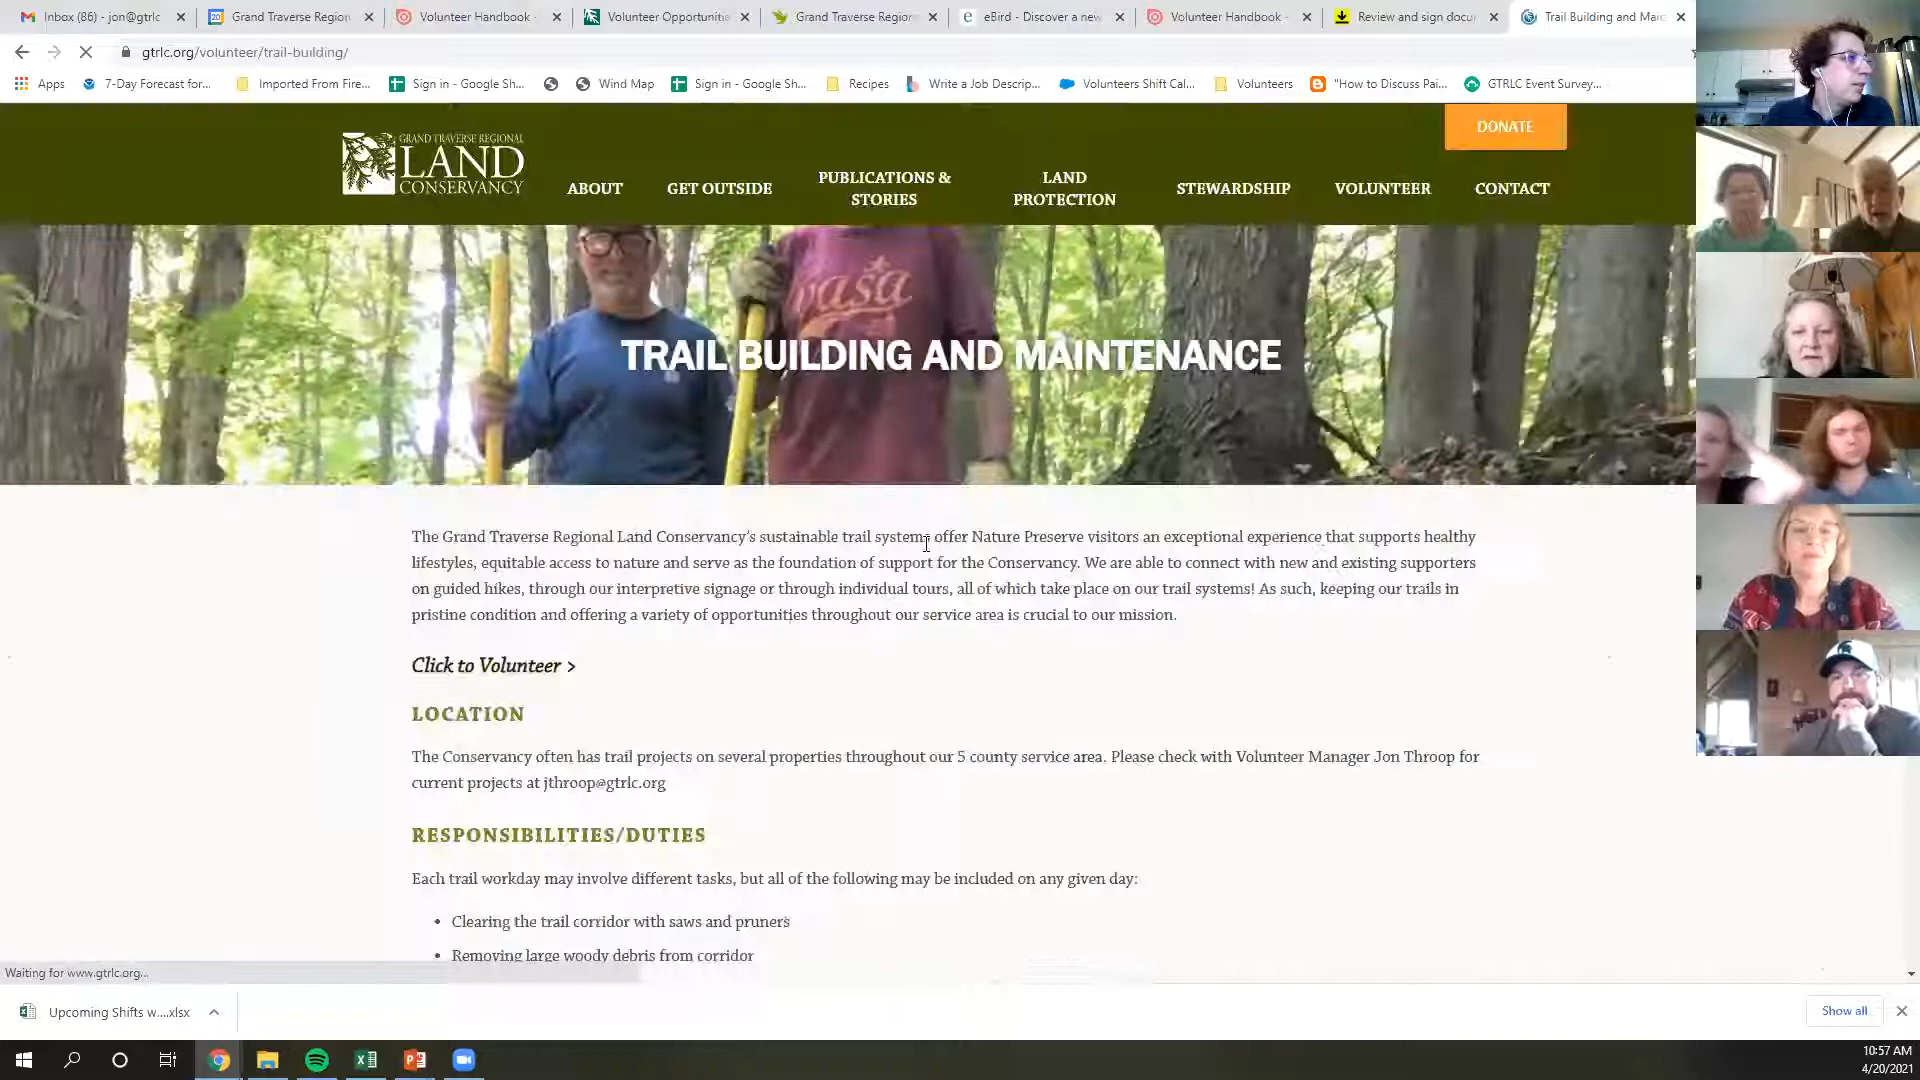 Inbox (86) - jon@gtrlc
Grand Traverse Region
Volunteer Handbook -
Volunteer Opportuniti
Grand Traverse Region
eBird - Discover a new
Volunteer Handbook -
Review and sign docu
Trail Building and Mai
gtrlc.org/volunteer/trail-building/
Apps
7-Day Forecast for...
Imported From Fire...
Sign in - Google Sh...
Wind Map
Sign in - Google Sh...
Recipes
Write a Job Descrip...
Volunteers Shift Cal...
Volunteers
"How to Discuss Pai...
GTRLC Event Survey...
DONATE
GRAND TRAVERSE REGIONAL
LAND
CONSERVANCY
ABOUT
GET OUTSIDE
PUBLICATIONS &
STORIES
LAND
PROTECTION
STEWARDSHIP
VOLUNTEER
CONTACT
vasa
TRAIL BUILDING AND MAINTENANCE
The Grand Traverse Regional Land Conservancy's sustainable trail systems offer Nature Preserve visitors an exceptional experience that supports healthy
lifestyles, equitable access to nature and serve as the foundation of support for the Conservancy. We are able to connect with new and existing supporters
on guided hikes, through our interpretive signage or through individual tours, all of which take place on our trail systems! As such, keeping our trails in
pristine condition and offering a variety of opportunities throughout our service area is crucial to our mission.
Click to Volunteer >
LOCATION
The Conservancy often has trail projects on several properties throughout our 5 county service area. Please check with Volunteer Manager Jon Throop for
current projects at jthroop@gtrlc.org
RESPONSIBILITIES/DUTIES
Each trail workday may involve different tasks, but all of the following may be included on any given day:
• Clearing the trail corridor with saws and pruners
• Removing large woody debris from corridor
Waiting for www.gtrlc.org...
Upcoming Shifts w....xlsx
Show all
10:57 AM
4/20/2021